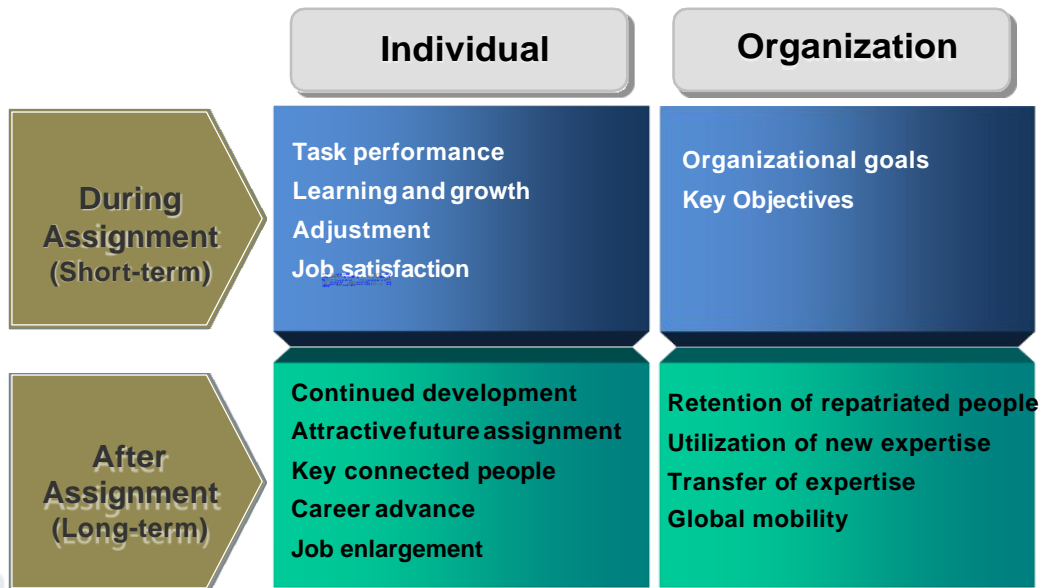 Individual
Organization
During
Assignment
(Short-term)
Task performance
Learning and growth
Adjustment
Job satisfaction
Organizational goals
Key Objectives
After
Assignment
(Long-term)
Continued development
Attractive future assignment
Key connected people
Career advance
Job enlargement
Retention of repatriated people
Utilization of new expertise
Transfer of expertise
Global mobility